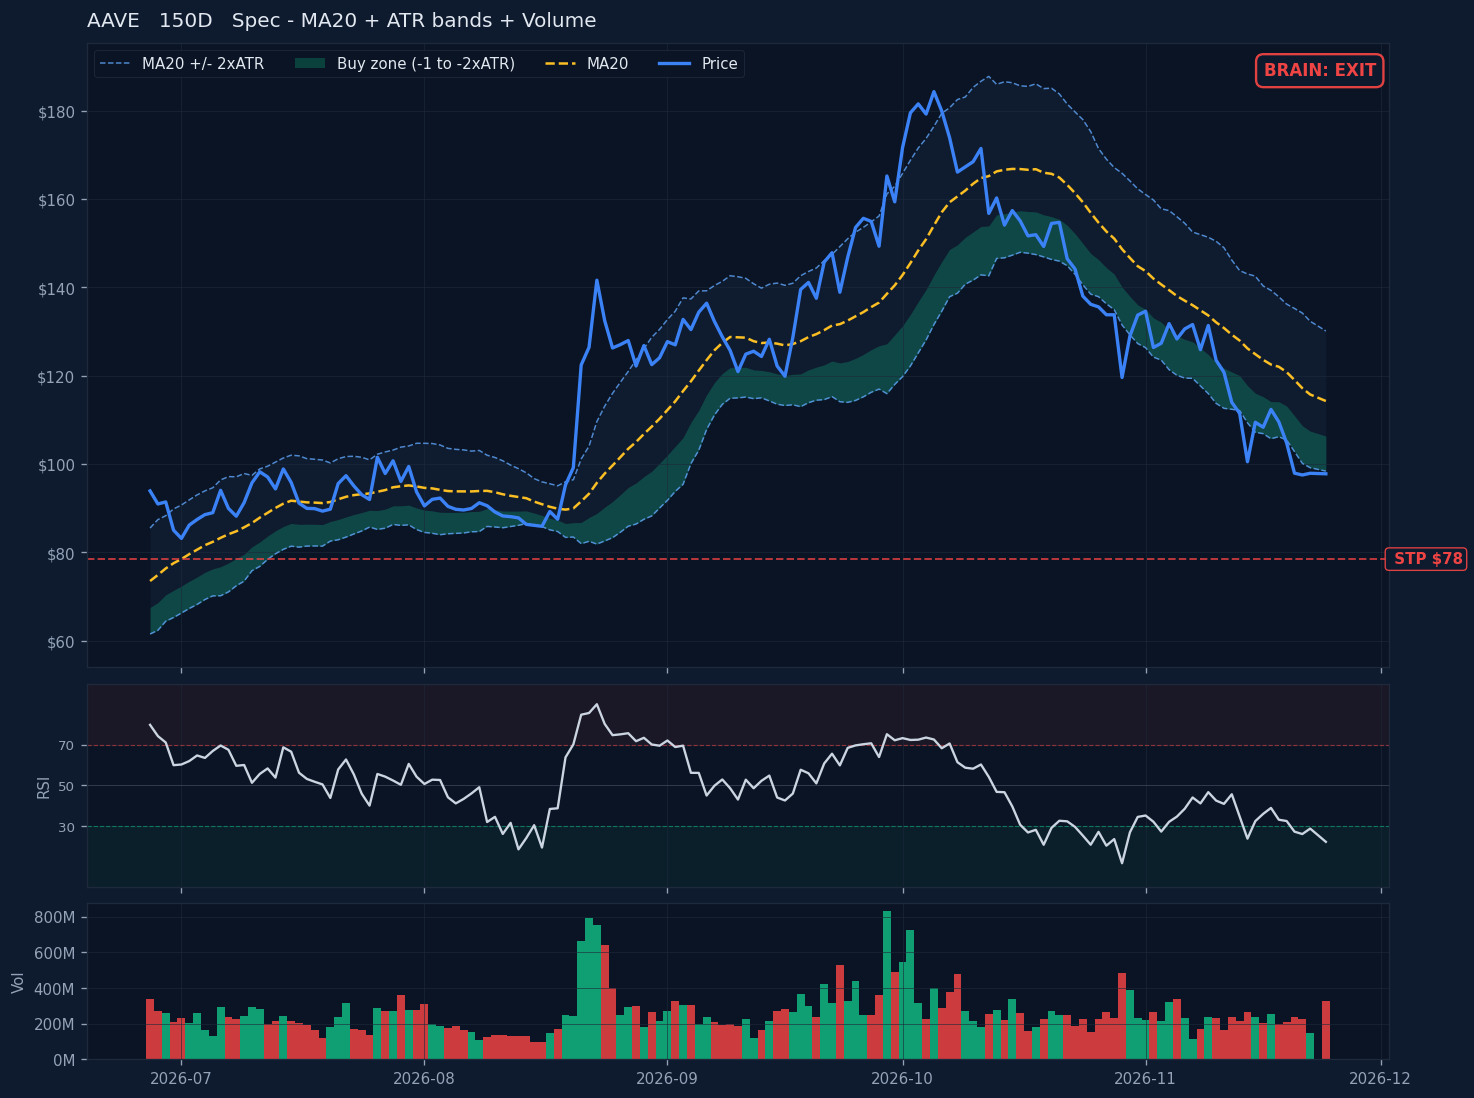 AAVE   150D   Spec - MA20 + ATR bands + Volume
MA20 +/- 2xATR
Buy zone (-1 to -2xATR)
MA20
Price
BRAIN: EXIT
$180
$160
$140
$120
$100
$80
$60
STP $78
RSI
70
50
30
Vol
800M
600M
400M
200M
0M
2026-07
2026-08
2026-09
2026-10
2026-11
2026-12